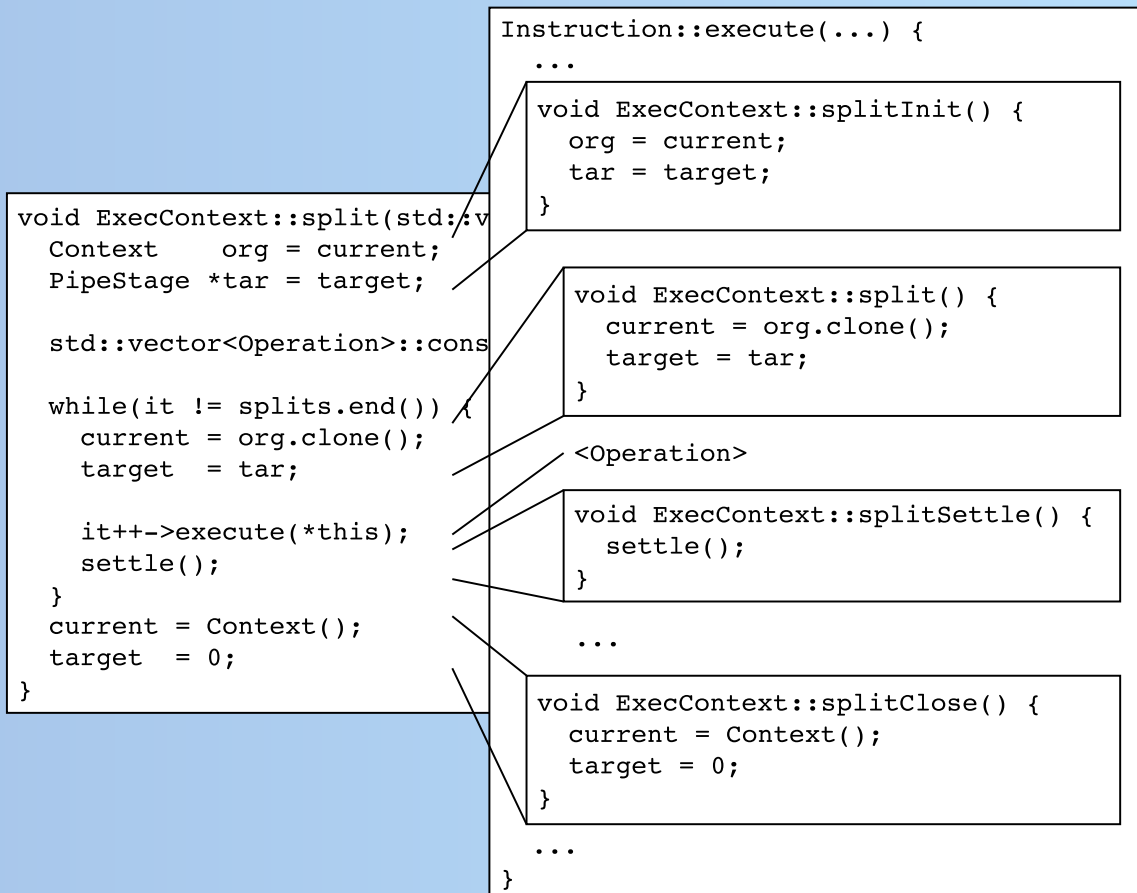 void ExecContext::split(std::v
  Context    org = current;
  PipeStage *tar = target;

  std::vector<Operation>::cons

  while(it != splits.end()) {
    current = org.clone();
    target  = tar;

    it++->execute(*this);
    settle();
  }
  current = Context();
  target  = 0;
}
Instruction::execute(...) {
  ...
void ExecContext::splitInit() {
  org = current;
  tar = target;
}
void ExecContext::split() {
  current = org.clone();
  target = tar;
}
<Operation>
void ExecContext::splitSettle() {
  settle();
}
...
void ExecContext::splitClose() {
  current = Context();
  target = 0;
}
  ...
}